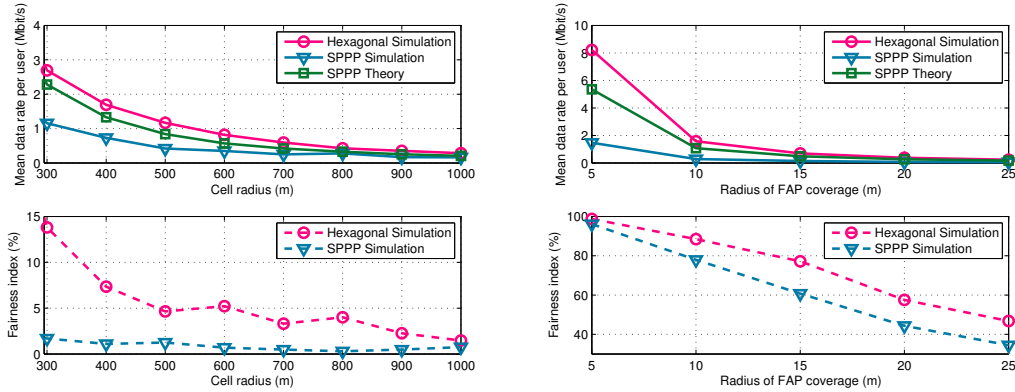 Mean data rate per user (Mbit/s)
4
3
2
1
0
300 400 500 600 700 800 900 1000
Cell radius (m)
Hexagonal Simulation
SPPP Simulation
SPPP Theory
Mean data rate per user (Mbit/s)
10
8
6
4
2
0
5 10 15 20 25
Radius of FAP coverage (m)
Hexagonal Simulation
SPPP Simulation
SPPP Theory
Fairness index (%)
15
10
5
0
300 400 500 600 700 800 900 1000
Cell radius (m)
Hexagonal Simulation
SPPP Simulation
Fairness index (%)
100
80
60
40
5 10 15 20 25
Radius of FAP coverage (m)
Hexagonal Simulation
SPPP Simulation